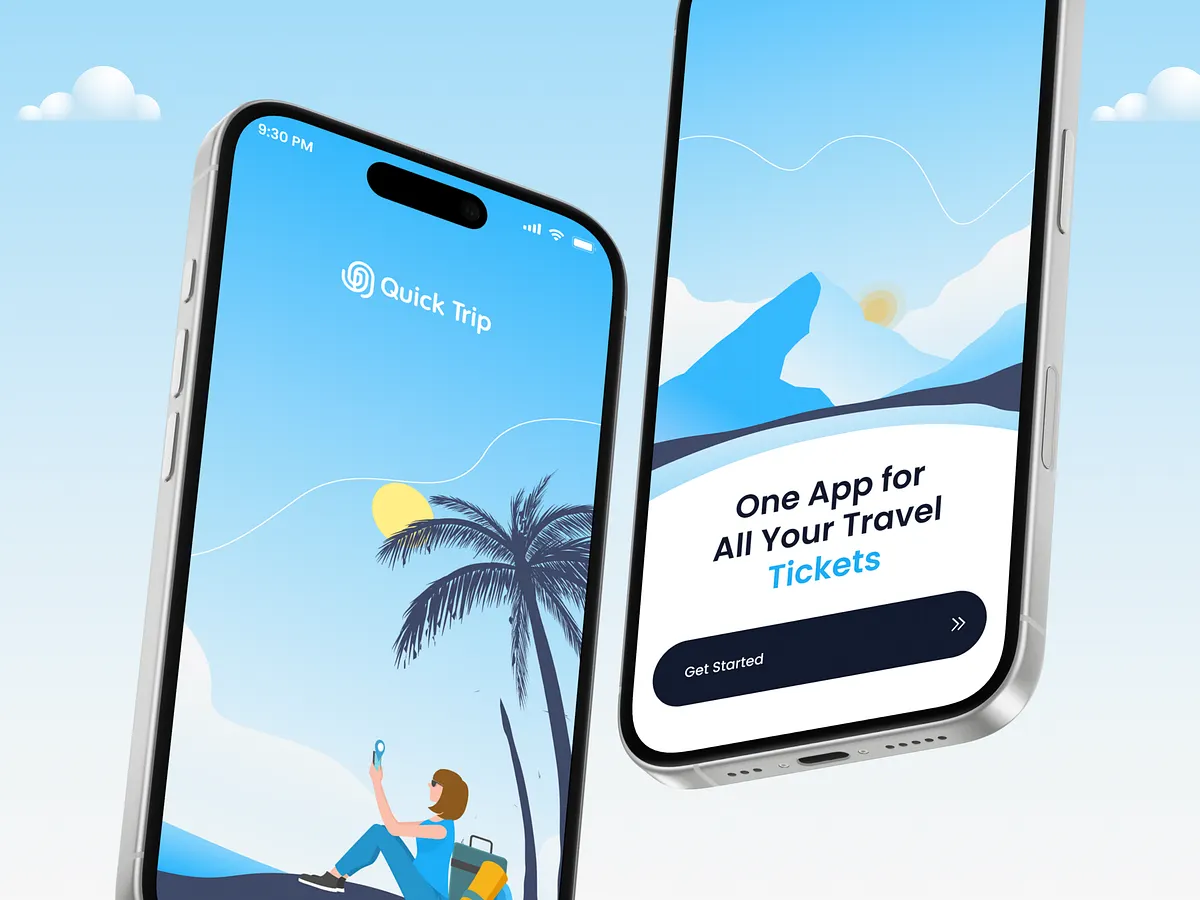 9:30 PM
Quick Trip
One App for
All Your Travel
Tickets
Get Started